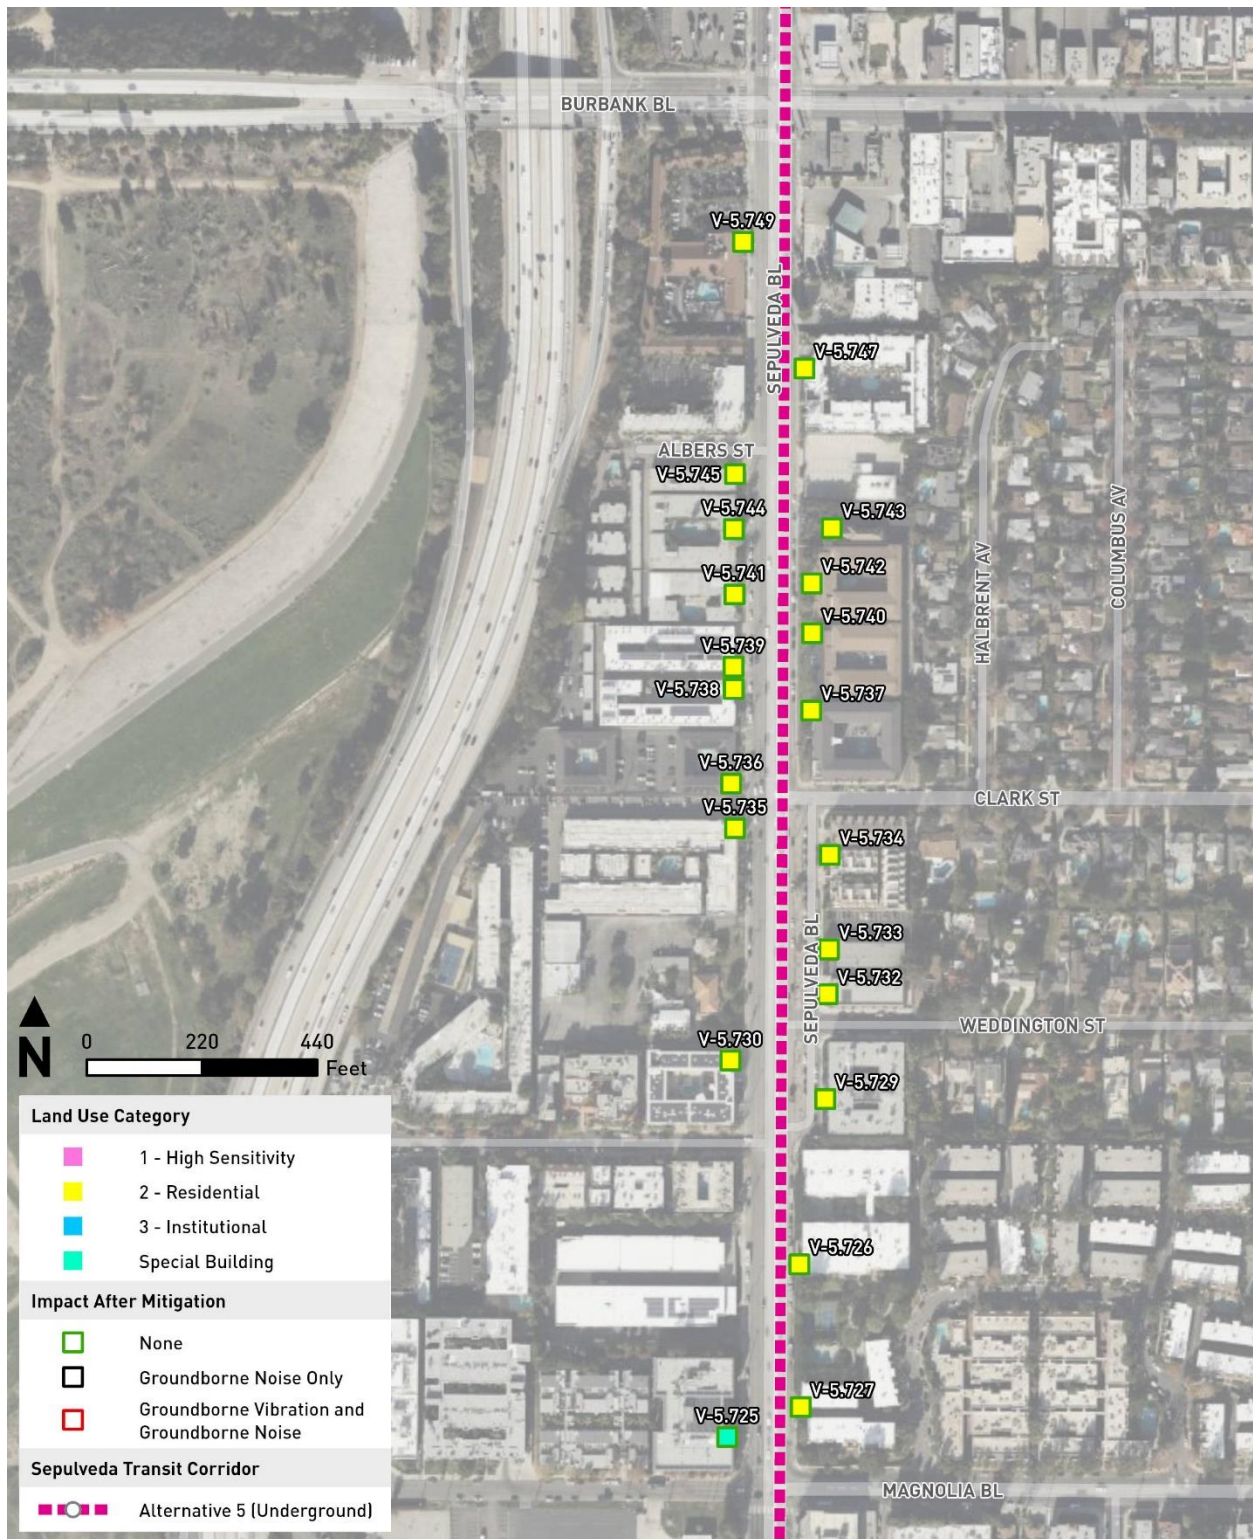 BURBANK BL
V-5.749
SEPULVEDA BL
V-5.747
ALBERS ST
V-5.745
V-5.744
V-5.743
V-5.741
V-5.742
COLUMBUS AV
HALBRENT AV
V-5.740
V-5.739
V-5.738
V-5.737
V-5.736
CLARK ST
V-5.735
V-5.734
V-5.733
SEPULVEDA BL
V-5.732
WEDDINGTON ST
V-5.730
V-5.729
N
0 220 440
Feet
Land Use Category
1 - High Sensitivity
2 - Residential
3 - Institutional
Special Building
Impact After Mitigation
None
Groundborne Noise Only
Groundborne Vibration and
Groundborne Noise
Sepulveda Transit Corridor
Alternative 5 (Underground)
V-5.726
V-5.727
V-5.725
MAGNOLIA BL